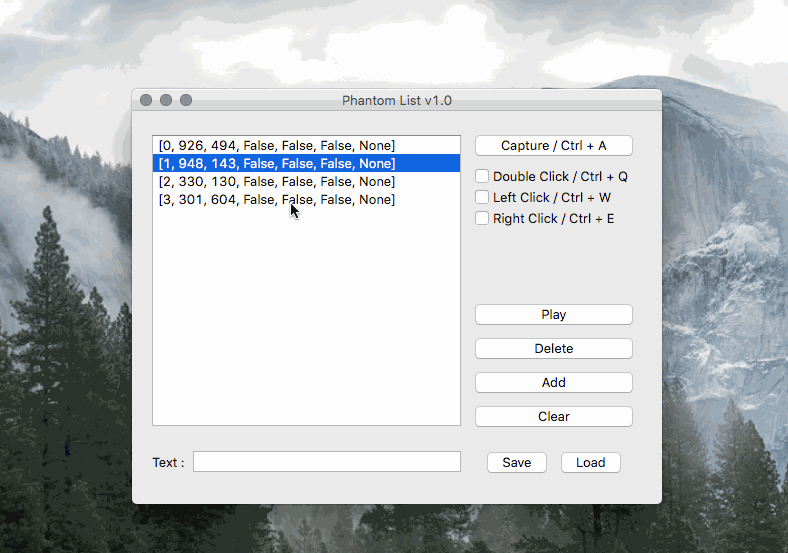 Phantom List v1.0
[0, 926, 494, False, False, False, None]
[1, 948, 143, False, False, False, None]
[2, 330, 130, False, False, False, None]
[3, 301, 604, False, False, False, None]
Capture / Ctrl + A
Double Click / Ctrl + Q
Left Click / Ctrl + W
Right Click / Ctrl + E
Play
Delete
Add
Clear
Text :
Save
Load